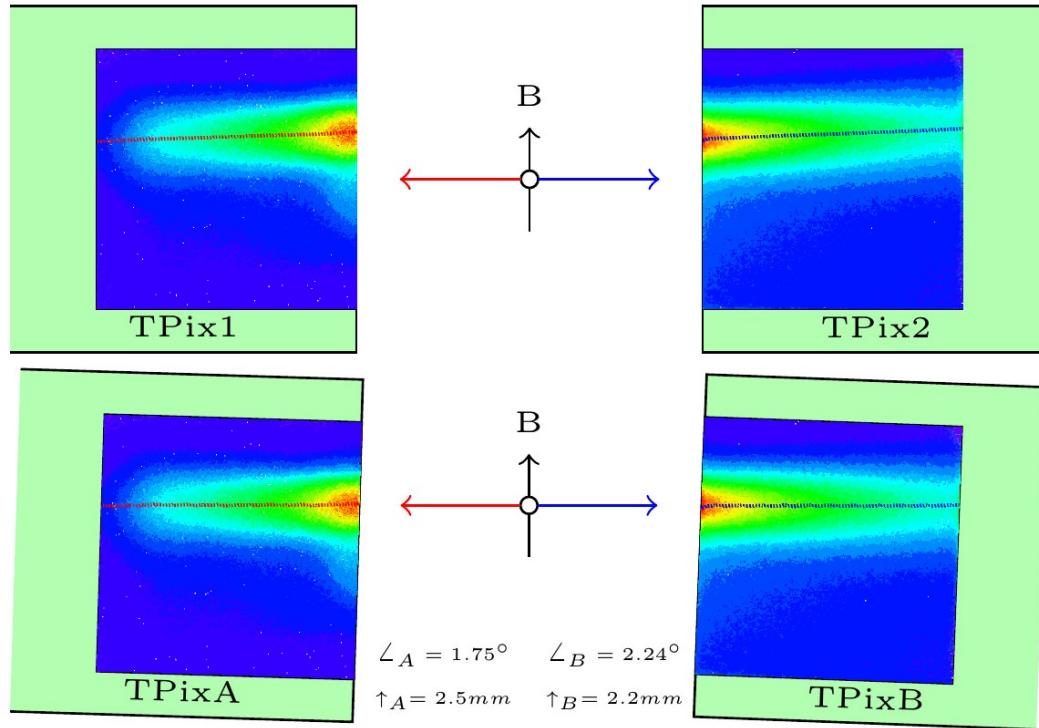 B
TPix1
TPix2
B
∠A = 1.75°
∠B = 2.24°
TPixA
↑A= 2.5mm
↑B= 2.2mm
TPixB